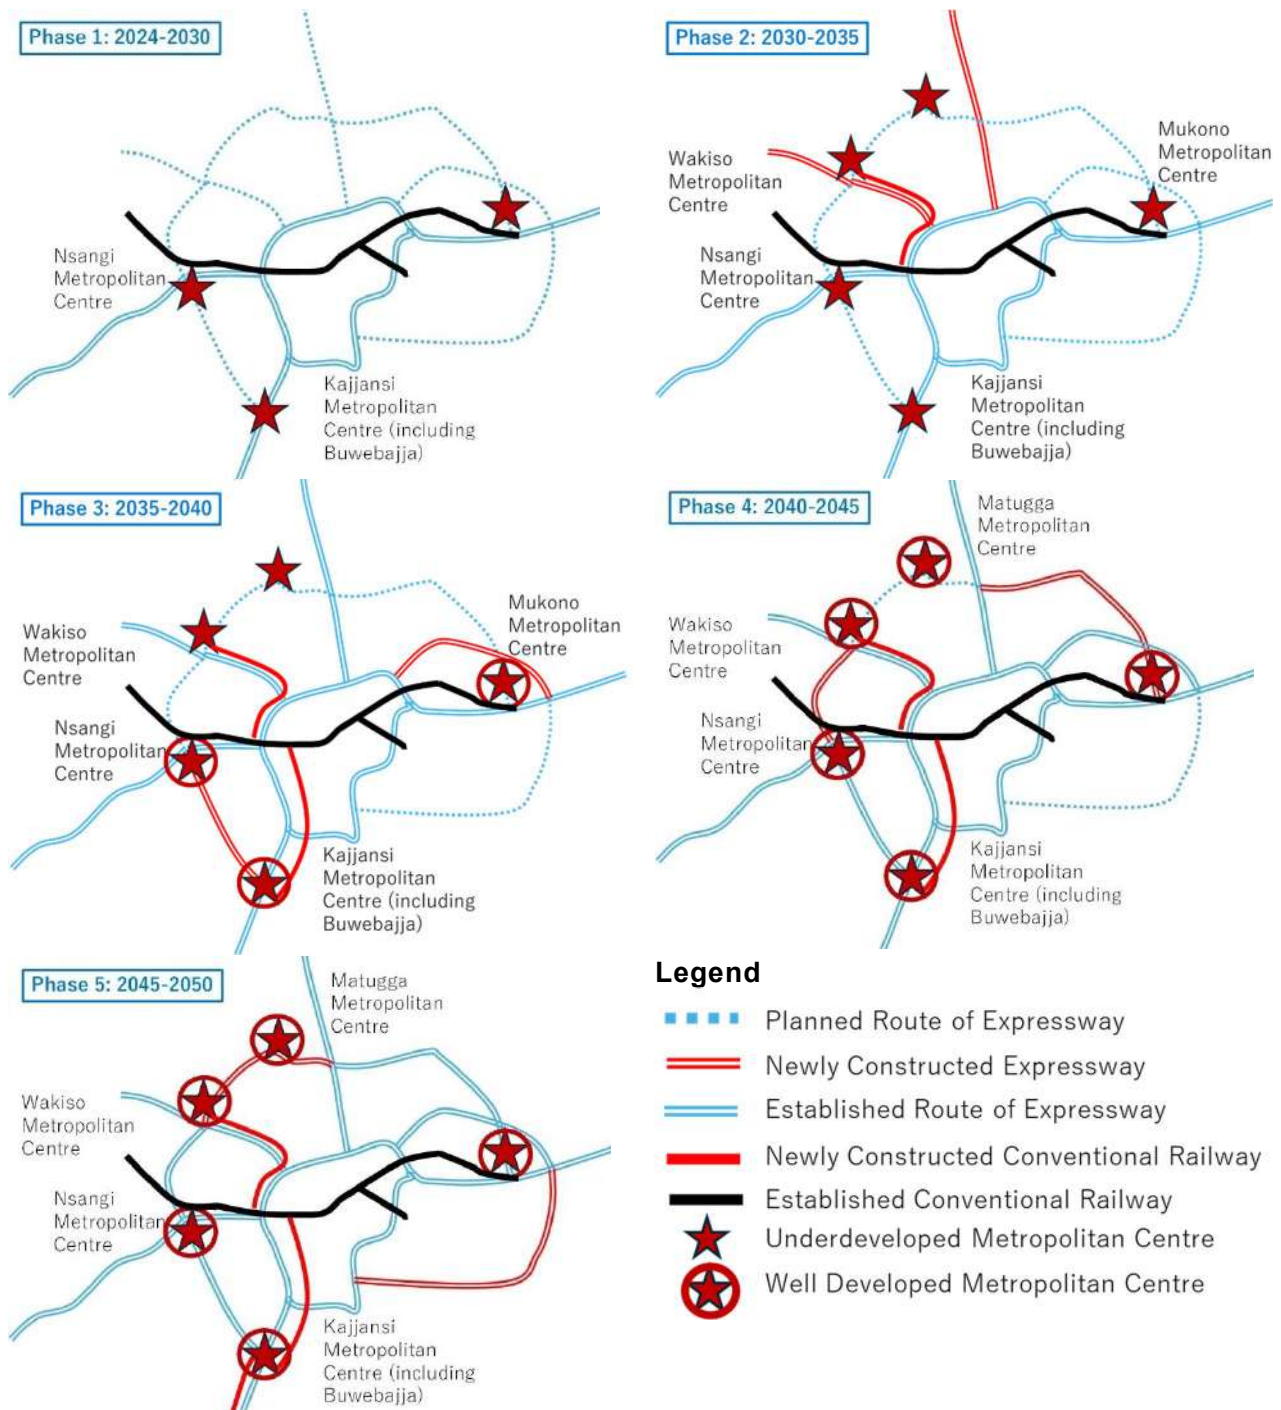 Phase 1: 2024-2030
Nsangi
Metropolitan
Centre
Kajjansi
Metropolitan
Centre (including
Buwebajja)
Phase 2: 2030-2035
Mukono
Metropolitan
Centre
Wakiso
Metropolitan
Centre
Nsangi
Metropolitan
Centre
Kajjansi
Metropolitan
Centre (including
Buwebajja)
Phase 3: 2035-2040
Mukono
Metropolitan
Centre
Wakiso
Metropolitan
Centre
Nsangi
Metropolitan
Centre
Kajjansi
Metropolitan
Centre (including
Buwebajja)
Phase 4: 2040-2045
Matugga
Metropolitan
Centre
Wakiso
Metropolitan
Centre
Nsangi
Metropolitan
Centre
Kajjansi
Metropolitan
Centre (including
Buwebajja)
Phase 5: 2045-2050
Matugga
Metropolitan
Centre
Wakiso
Metropolitan
Centre
Nsangi
Metropolitan
Centre
Kajjansi
Metropolitan
Centre (including
Buwebajja)
Legend
Planned Route of Expressway
Newly Constructed Expressway
Established Route of Expressway
Newly Constructed Conventional Railway
Established Conventional Railway
Underdeveloped Metropolitan Centre
Well Developed Metropolitan Centre